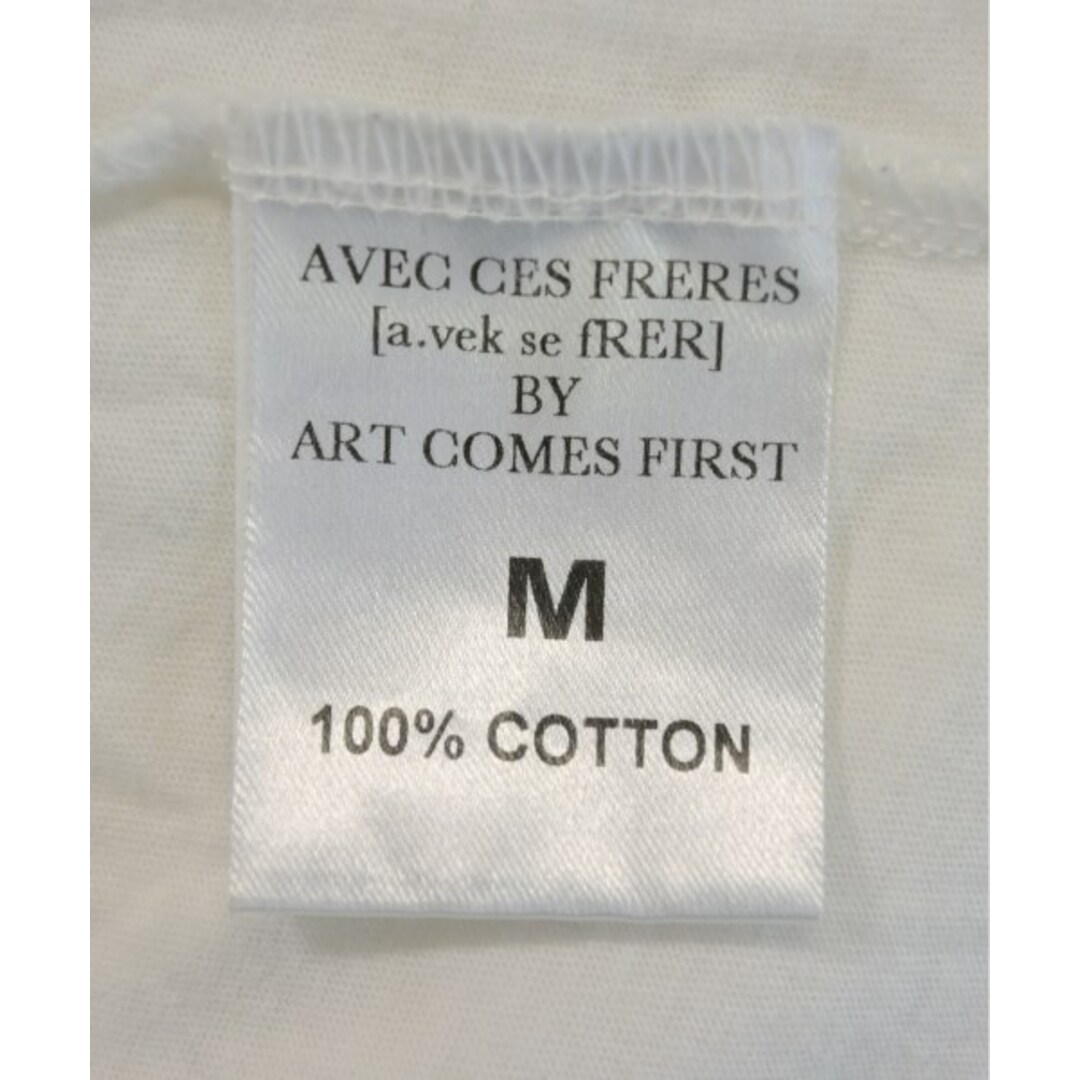 AVEC CES FRERES
[a.vek se fRER]
BY
ART COMES FIRST
M
100% COTTON